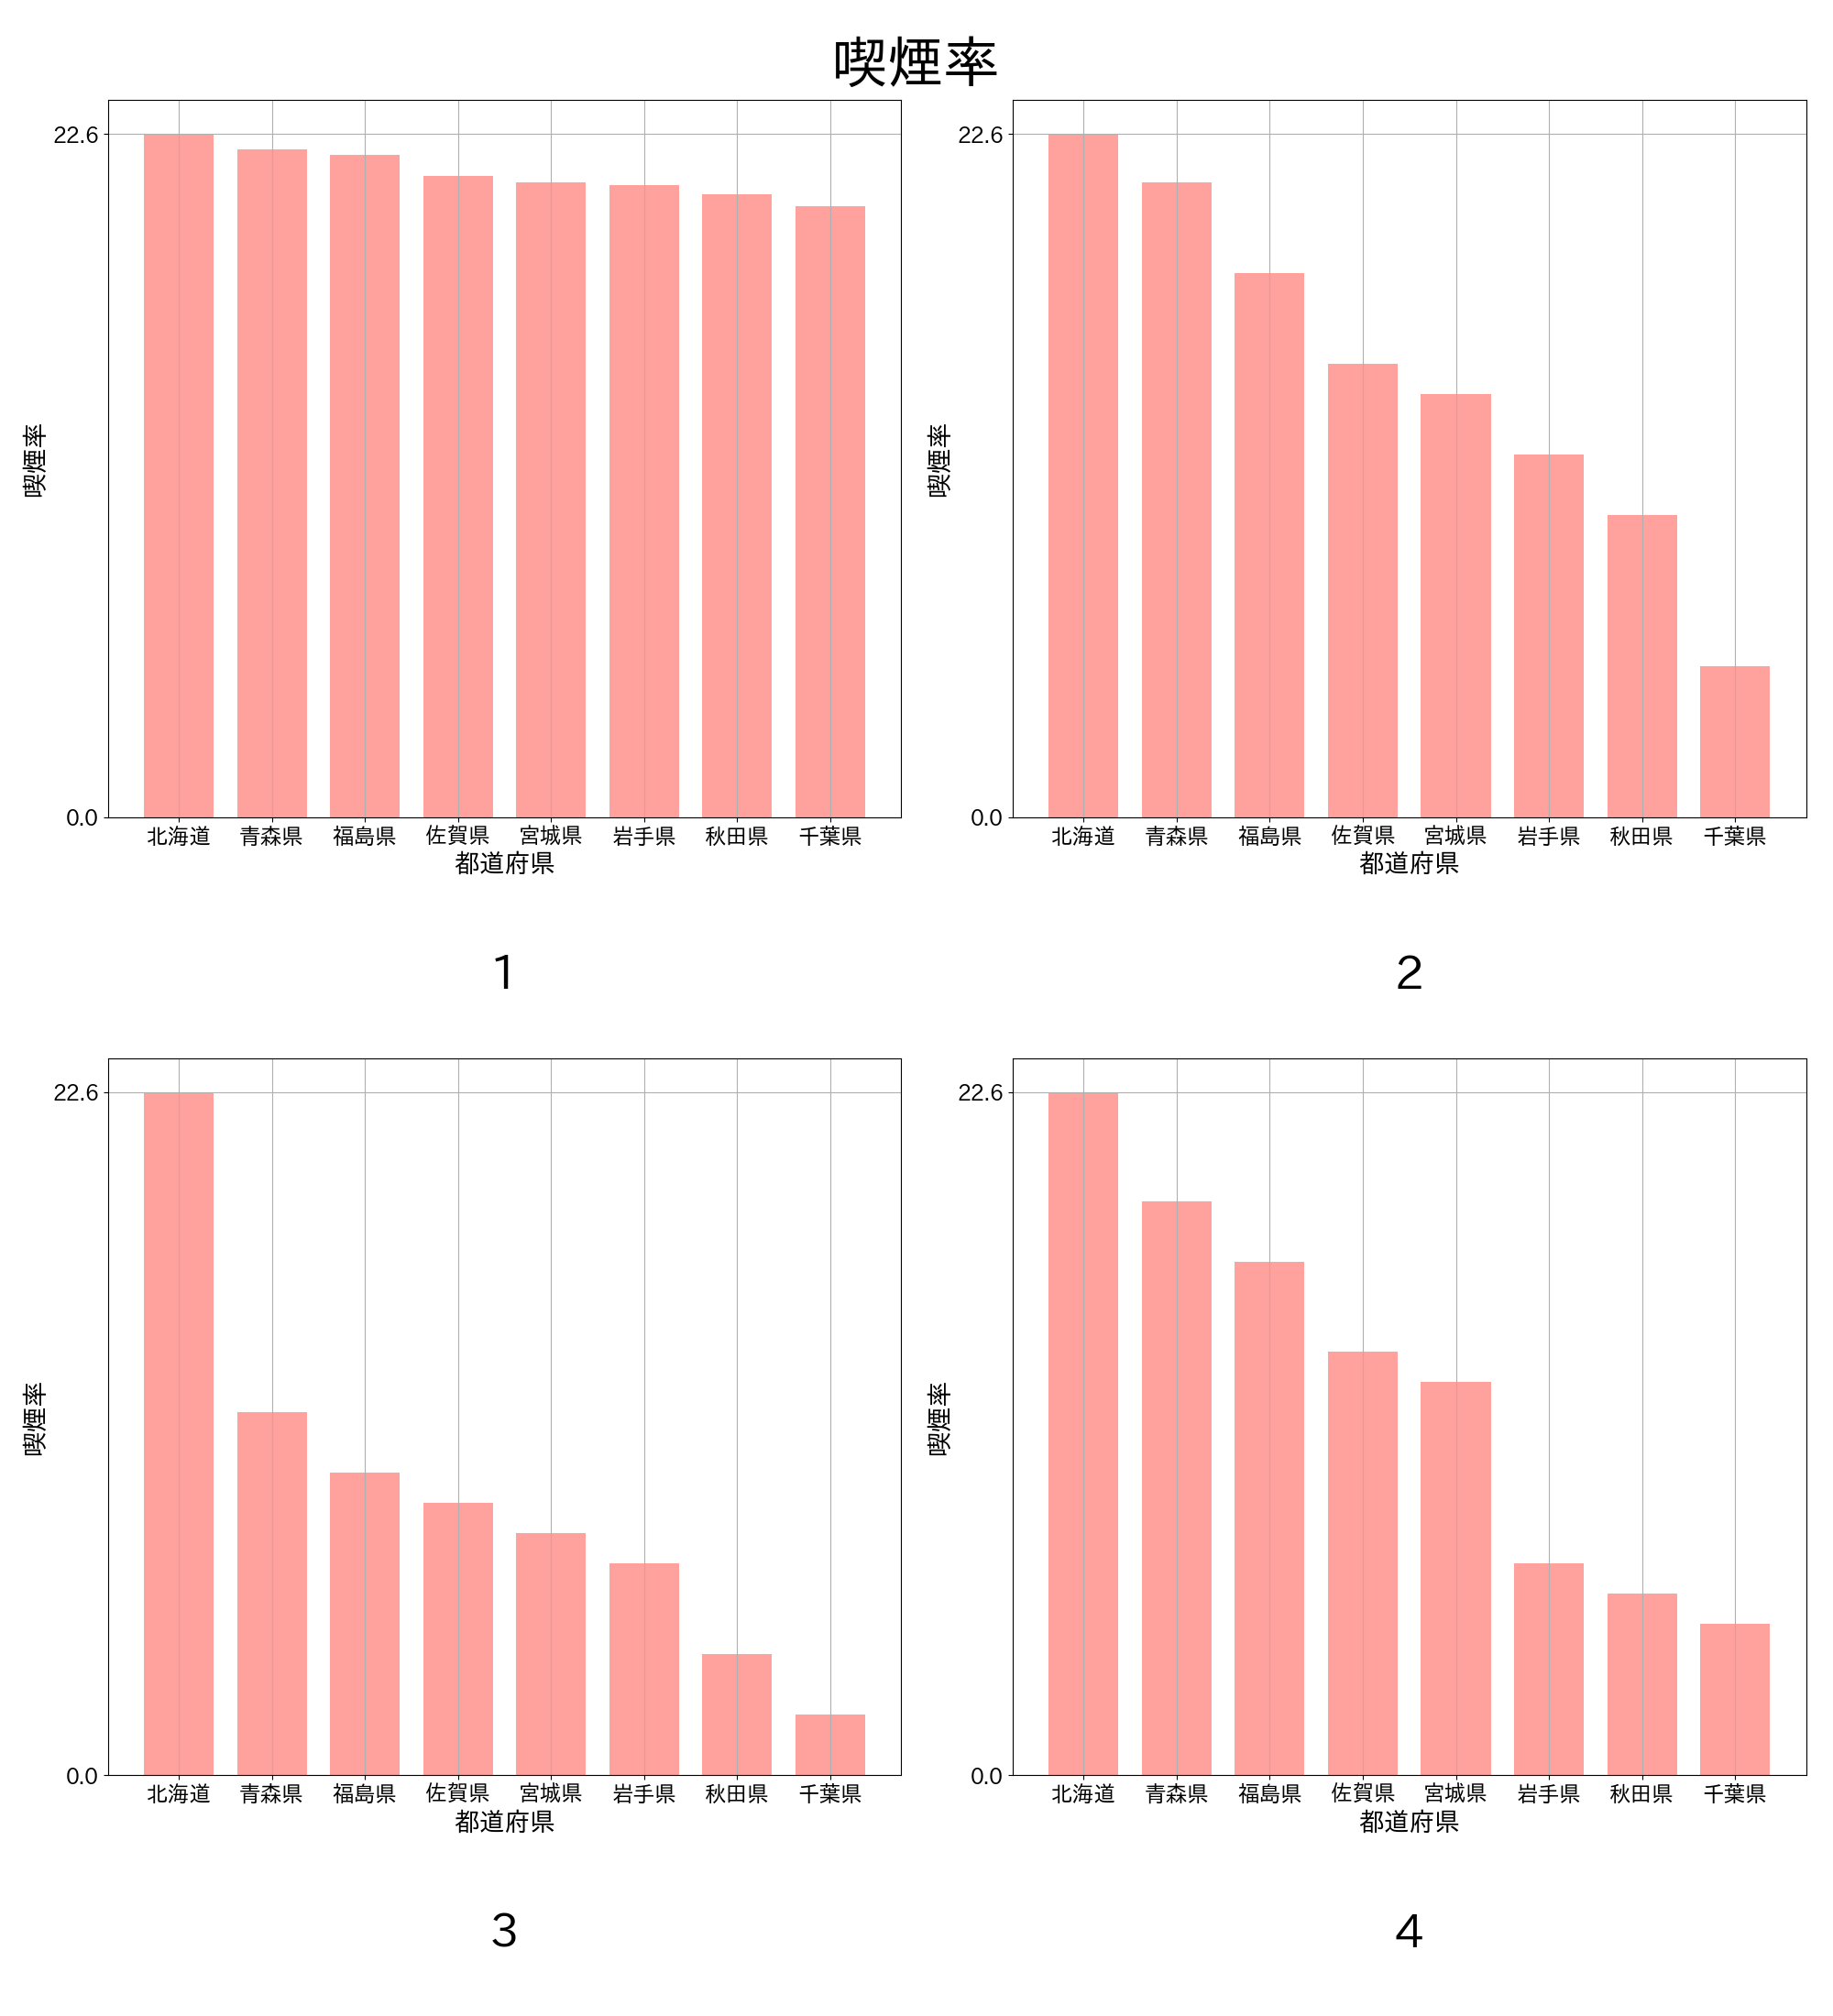 喫煙率
22.6
0.0
喫煙率
北海道 青森県 福島県 佐賀県 宮城県 岩手県 秋田県 千葉県
都道府県
1
22.6
0.0
喫煙率
北海道 青森県 福島県 佐賀県 宮城県 岩手県 秋田県 千葉県
都道府県
2
22.6
0.0
喫煙率
北海道 青森県 福島県 佐賀県 宮城県 岩手県 秋田県 千葉県
都道府県
3
22.6
0.0
喫煙率
北海道 青森県 福島県 佐賀県 宮城県 岩手県 秋田県 千葉県
都道府県
4